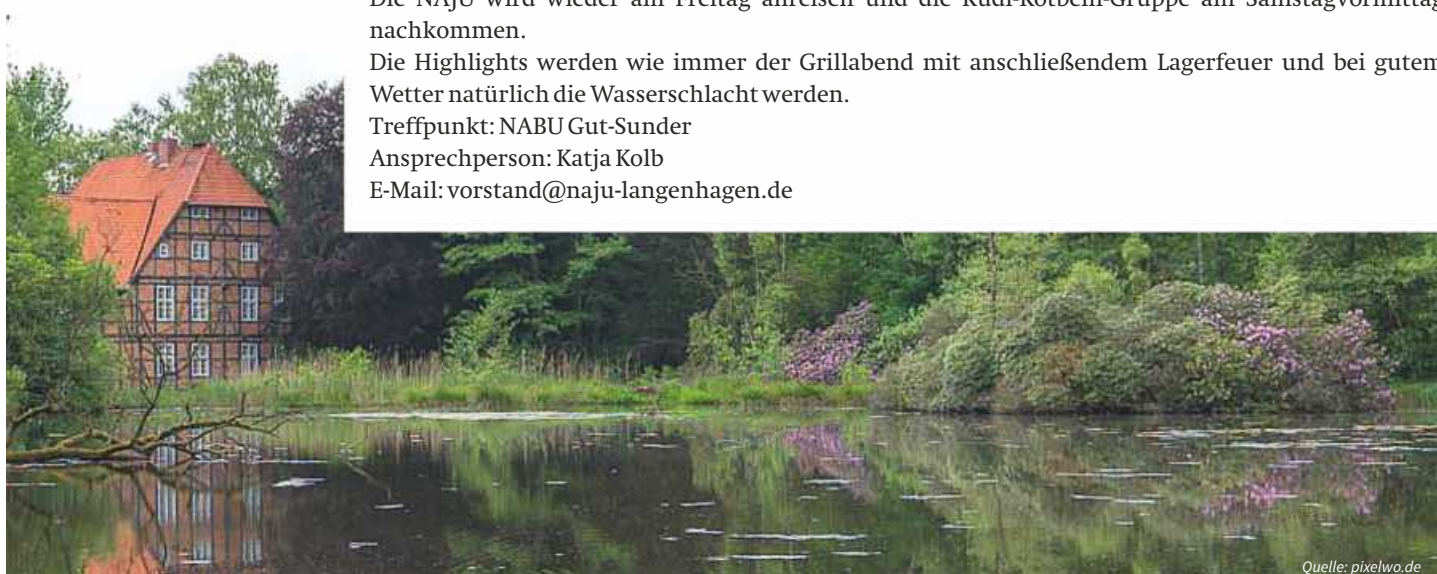 Die NAJU wird wieder am Freitag anreisen und die Rudi-Rotbein-Gruppe am Samstagvormittag
nachkommen.
Die Highlights werden wie immer der Grillabend mit anschließendem Lagerfeuer und bei gutem
Wetter natürlich die Wasserschlacht werden.
Treffpunkt: NABU Gut-Sunder
Ansprechperson: Katja Kolb
E-Mail: vorstand@naju-langenhagen.de
Quelle: pixelwo.de